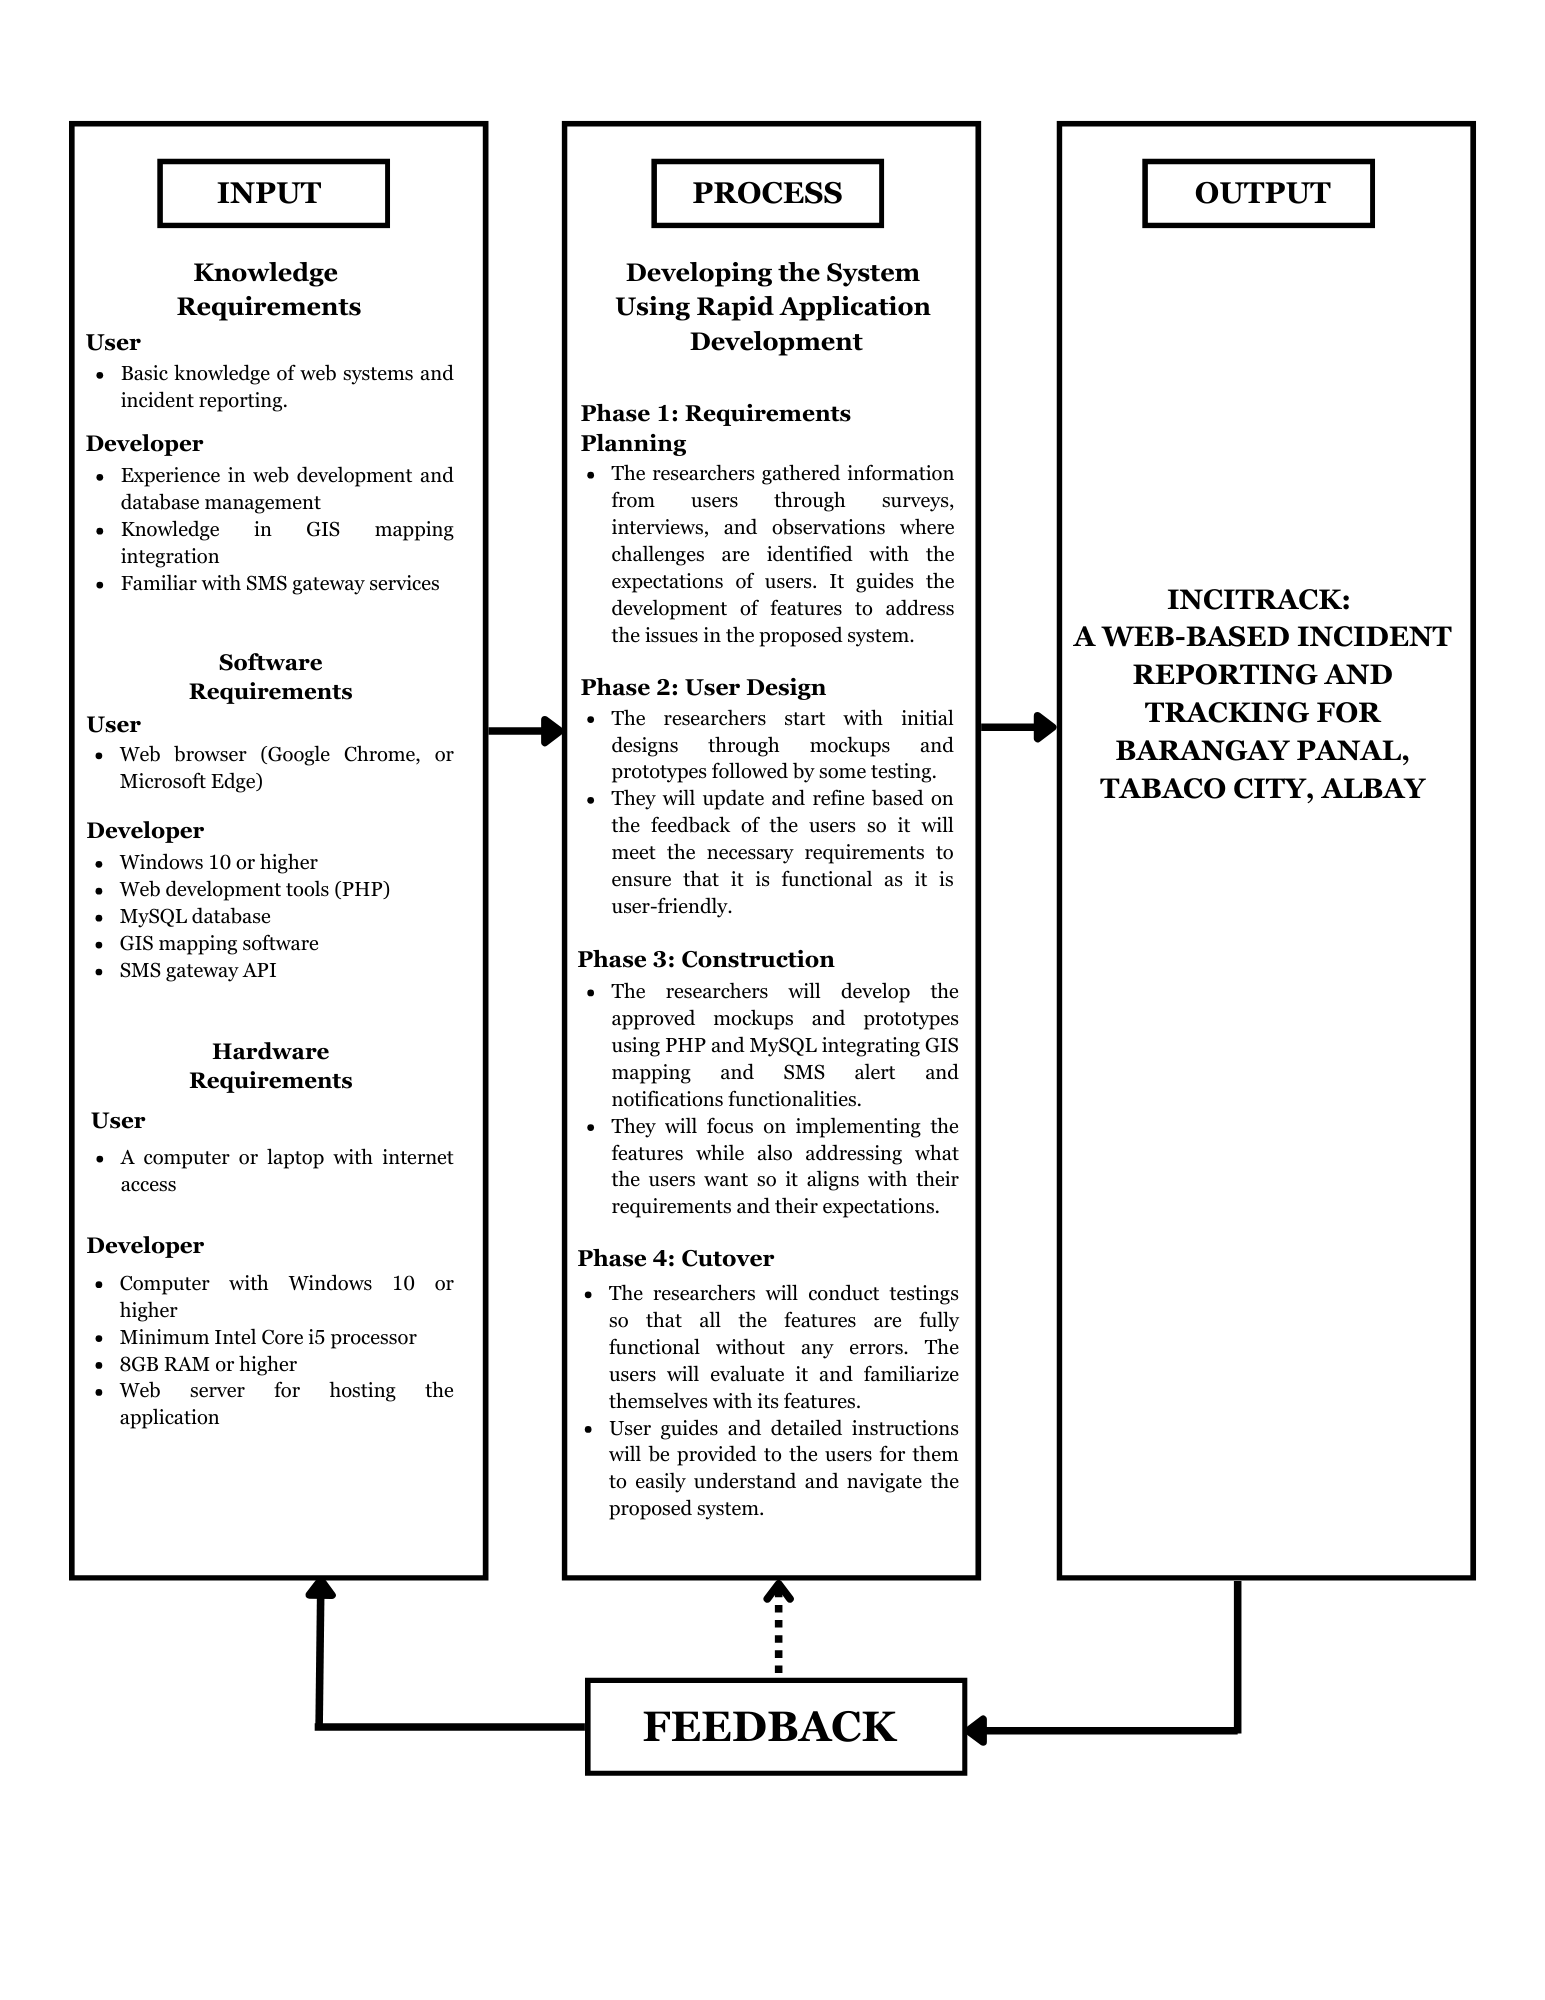 INPUT
Knowledge
Requirements
User
• Basic knowledge of web systems and
incident reporting.
Developer
• Experience in web development and
database management
• Knowledge in GIS mapping
integration
• Familiar with SMS gateway services
Software
Requirements
User
• Web browser (Google Chrome, or
Microsoft Edge)
Developer
• Windows 10 or higher
• Web development tools (PHP)
• MySQL database
• GIS mapping software
• SMS gateway API
Hardware
Requirements
User
• A computer or laptop with internet
access
Developer
• Computer with Windows 10 or
higher
• Minimum Intel Core i5 processor
• 8GB RAM or higher
• Web server for hosting the
application
PROCESS
Developing the System
Using Rapid Application
Development
Phase 1: Requirements
Planning
• The researchers gathered information
from users through surveys,
interviews, and observations where
challenges are identified with the
expectations of users. It guides the
development of features to address
the issues in the proposed system.
Phase 2: User Design
• The researchers start with initial
designs through mockups and
prototypes followed by some testing.
• They will update and refine based on
the feedback of the users so it will
meet the necessary requirements to
ensure that it is functional as it is
user-friendly.
Phase 3: Construction
• The researchers will develop the
approved mockups and prototypes
using PHP and MySQL integrating GIS
mapping and SMS alert and
notifications functionalities.
• They will focus on implementing the
features while also addressing what
the users want so it aligns with their
requirements and their expectations.
Phase 4: Cutover
• The researchers will conduct testings
so that all the features are fully
functional without any errors. The
users will evaluate it and familiarize
themselves with its features.
• User guides and detailed instructions
will be provided to the users for them
to easily understand and navigate the
proposed system.
OUTPUT
INCITRACK:
A WEB-BASED INCIDENT
REPORTING AND
TRACKING FOR
BARANGAY PANAL,
TABACO CITY, ALBAY
FEEDBACK